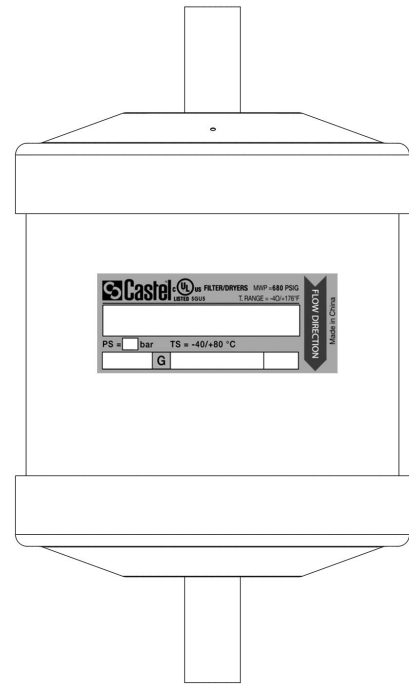 Castel c UL us FILTER/DRYERS MWP =680 PSIG
LISTED SGU5 T. RANGE = -40/+176°F
PS = bar TS = -40/+80 °C
G
FLOW DIRECTION
Made in China